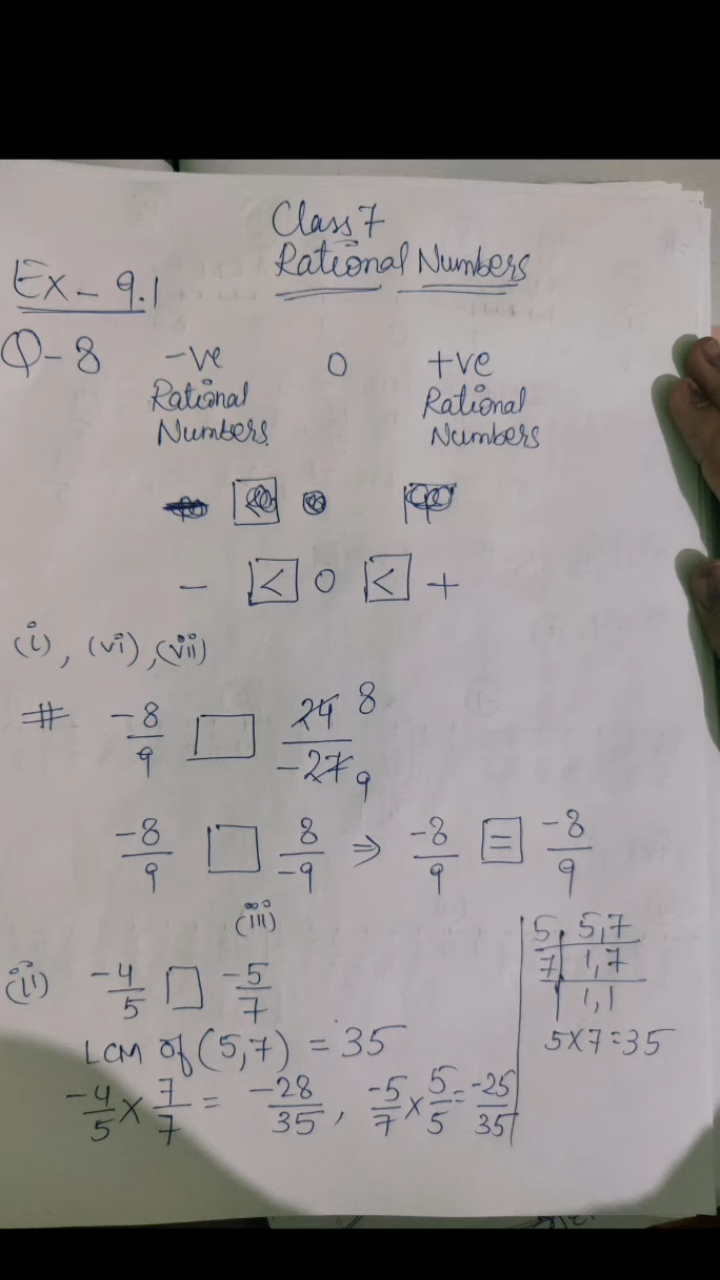 Class 7
Rational Numbers
Ex - 9.1
Q-8 -ve 0 +ve
Rational Rational
Numbers Numbers
- < 0 < +
(i), (vi), (vii)
# -8/9 □ 24/-27 8 9
-8/9 □ 8/-9 ⇒ -8/9 = -8/9
(iii)
(ii) -4/5 □ -5/7
LCM of (5,7) = 35
-4/5 × 7/7 = -28/35, -5/7 × 5/5 = -25/35
5 5,7
7 1,7
1,1
5×7=35